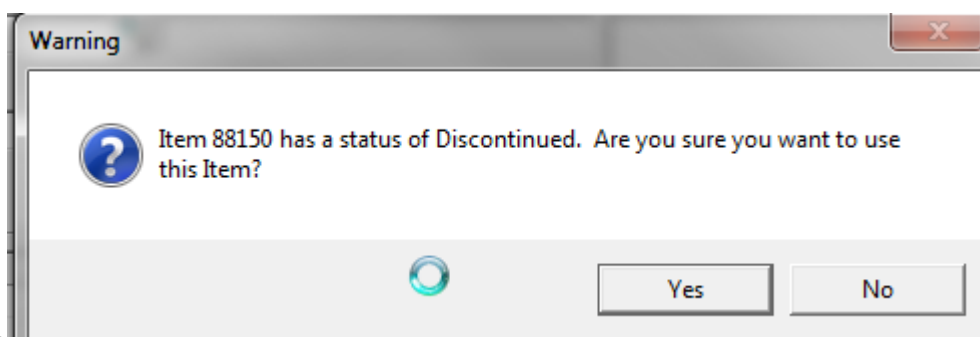 Warning
Item 88150 has a status of Discontinued.  Are you sure you want to use
this Item?
Yes
No